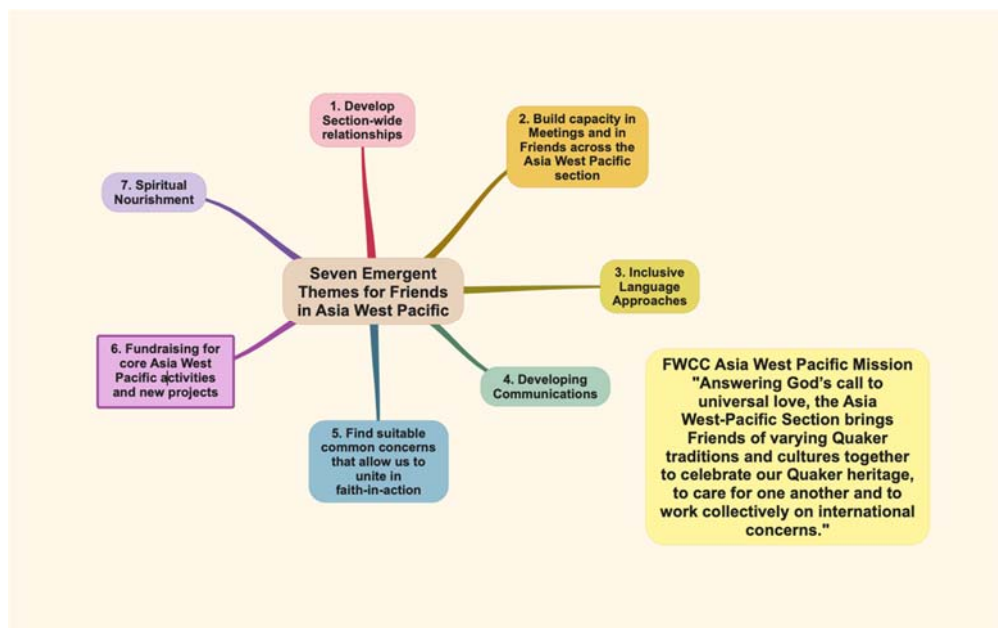 1. Develop
Section-wide
relationships
2. Build capacity in
Meetings and in
Friends across the
Asia West Pacific
section
7. Spiritual
Nourishment
Seven Emergent
Themes for Friends
in Asia West Pacific
3. Inclusive
Language
Approaches
6. Fundraising for
core Asia West
Pacific activities
and new projects
4. Developing
Communications
5. Find suitable
common concerns
that allow us to
unite in
faith-in-action
FWCC Asia West Pacific Mission
"Answering God's call to
universal love, the Asia
West-Pacific Section brings
Friends of varying Quaker
traditions and cultures together
to celebrate our Quaker heritage,
to care for one another and to
work collectively on international
concerns."